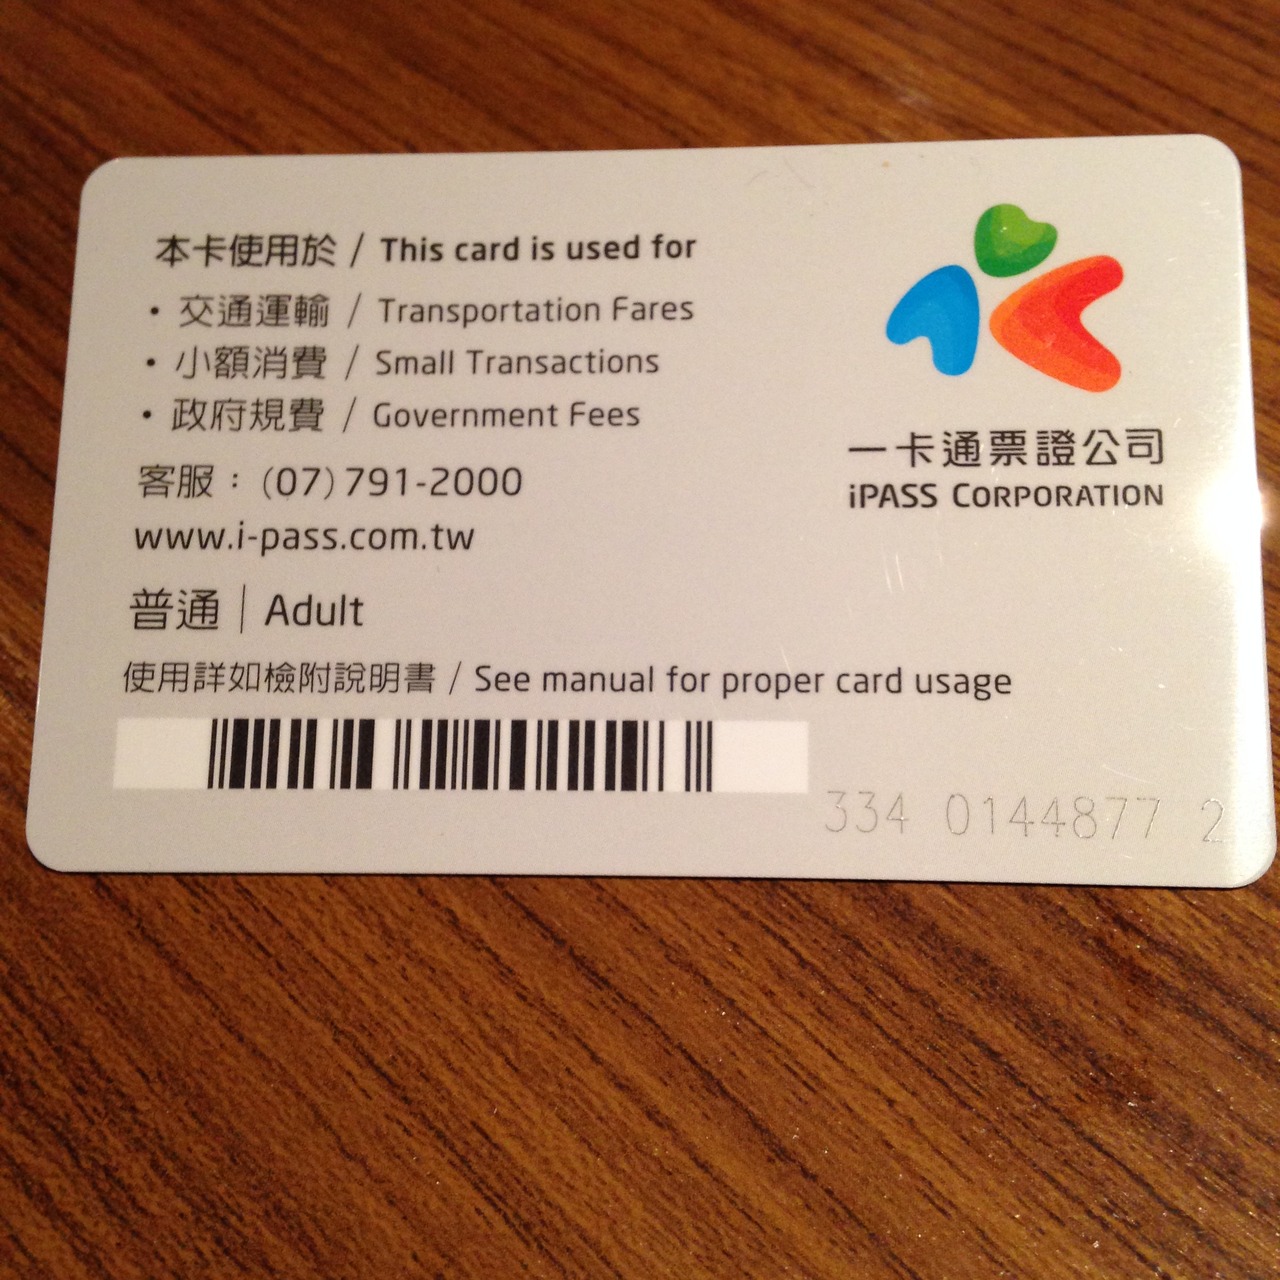 本卡使用於 / This card is used for
・交通運輸 / Transportation Fares
・小額消費 / Small Transactions
・政府規費 / Government Fees
客服：(07)791-2000
www.i-pass.com.tw
普通｜Adult
使用詳如檢附說明書 / See manual for proper card usage
一卡通票證公司
iPASS CORPORATION
334 0144877 2